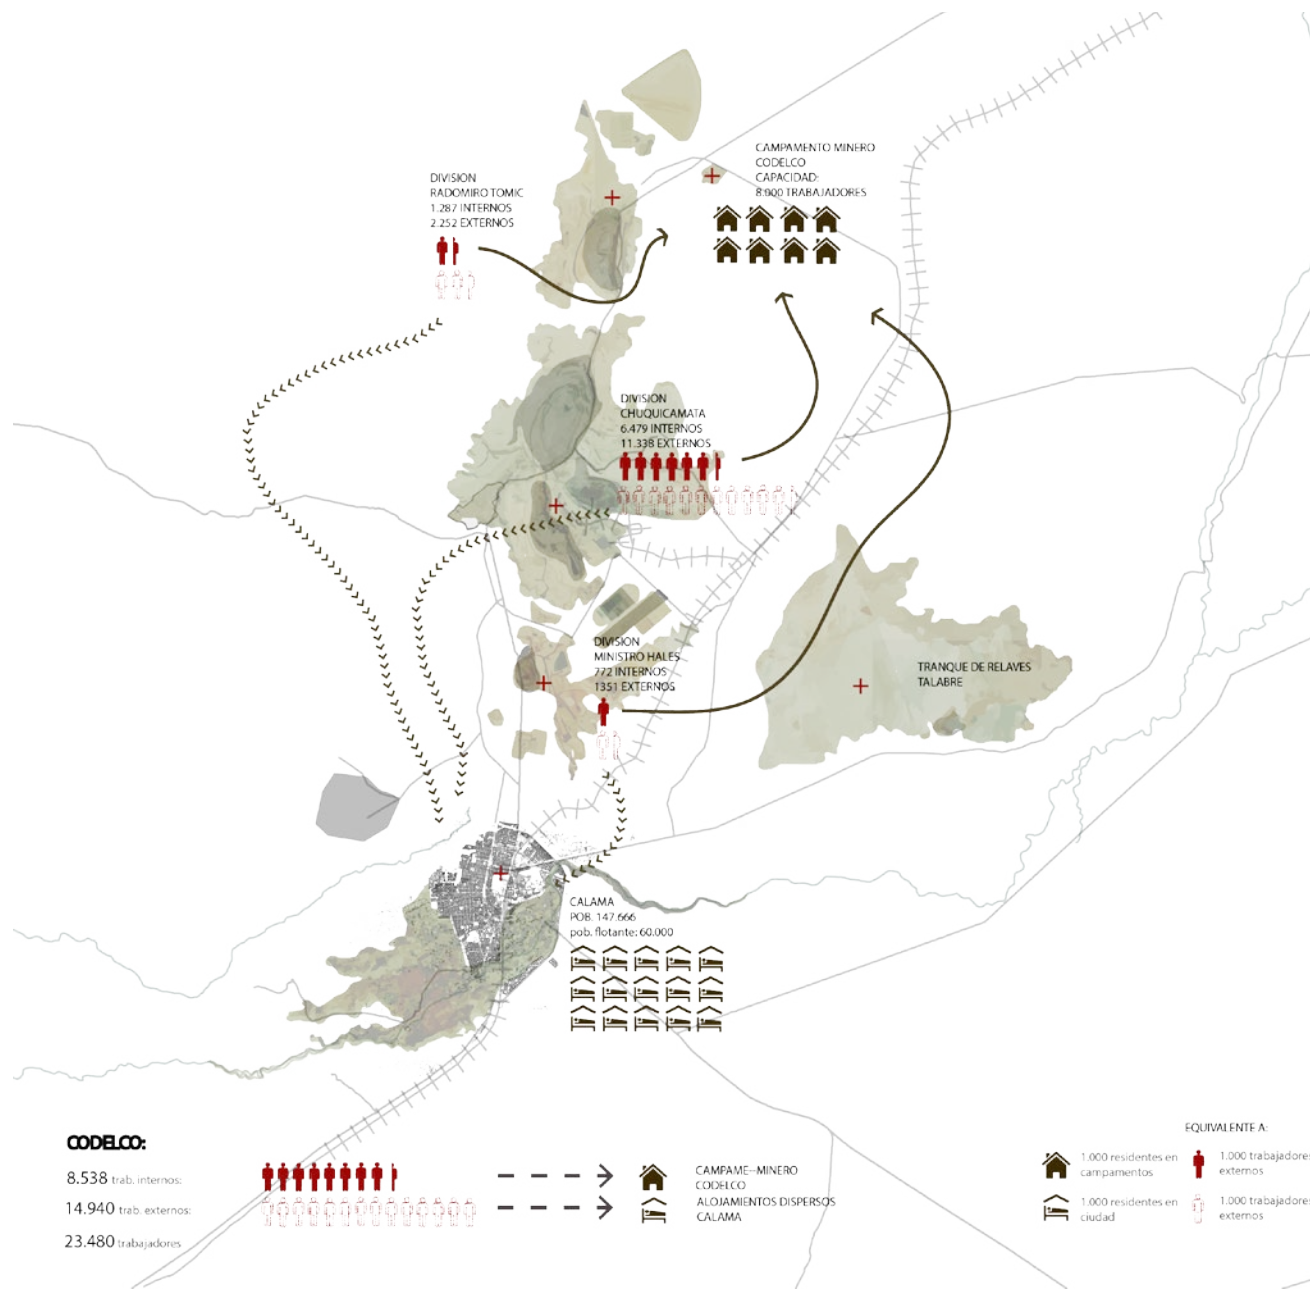 CAMPAMENTO MINERO
CODELCO
CAPACIDAD:
8.000 TRABAJADORES
DIVISION
RADOMIRO TOMIC
1.287 INTERNOS
2.252 EXTERNOS
DIVISION
CHUQUICAMATA
6.479 INTERNOS
11.338 EXTERNOS
DIVISION
MINISTRO HALES
772 INTERNOS
1351 EXTERNOS
TRANQUE DE RELAVES
TALABRE
CALAMA
POB. 147.666
pob. flotante: 60.000
CODELCO:
8.538 trab. internos:
14.940 trab. externos:
23.480 trabajadores
CAMPAME--MINERO
CODELCO
ALOJAMIENTOS DISPERSOS
CALAMA
EQUIVALENTE A:
1.000 residentes en
campamentos
1.000 trabajadores
externos
1.000 residentes en
ciudad
1.000 trabajadores
externos